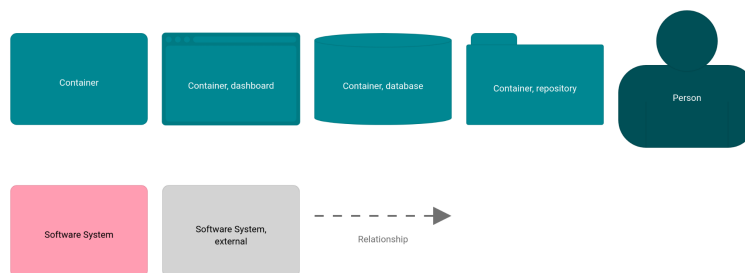 Container
Container, dashboard
Container, database
Container, repository
Person
Software System
Software System,
external
Relationship